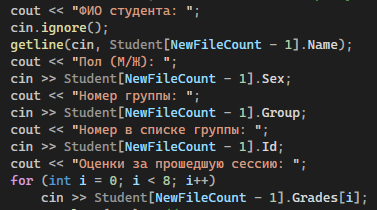 cout << "ФИО студента: ";
cin.ignore();
getline(cin, Student[NewFileCount - 1].Name);
cout << "Пол (М/Ж): ";
cin >> Student[NewFileCount - 1].Sex;
cout << "Номер группы: ";
cin >> Student[NewFileCount - 1].Group;
cout << "Номер в списке группы: ";
cin >> Student[NewFileCount - 1].Id;
cout << "Оценки за прошедшую сессию: ";
for (int i = 0; i < 8; i++)
cin >> Student[NewFileCount - 1].Grades[i];